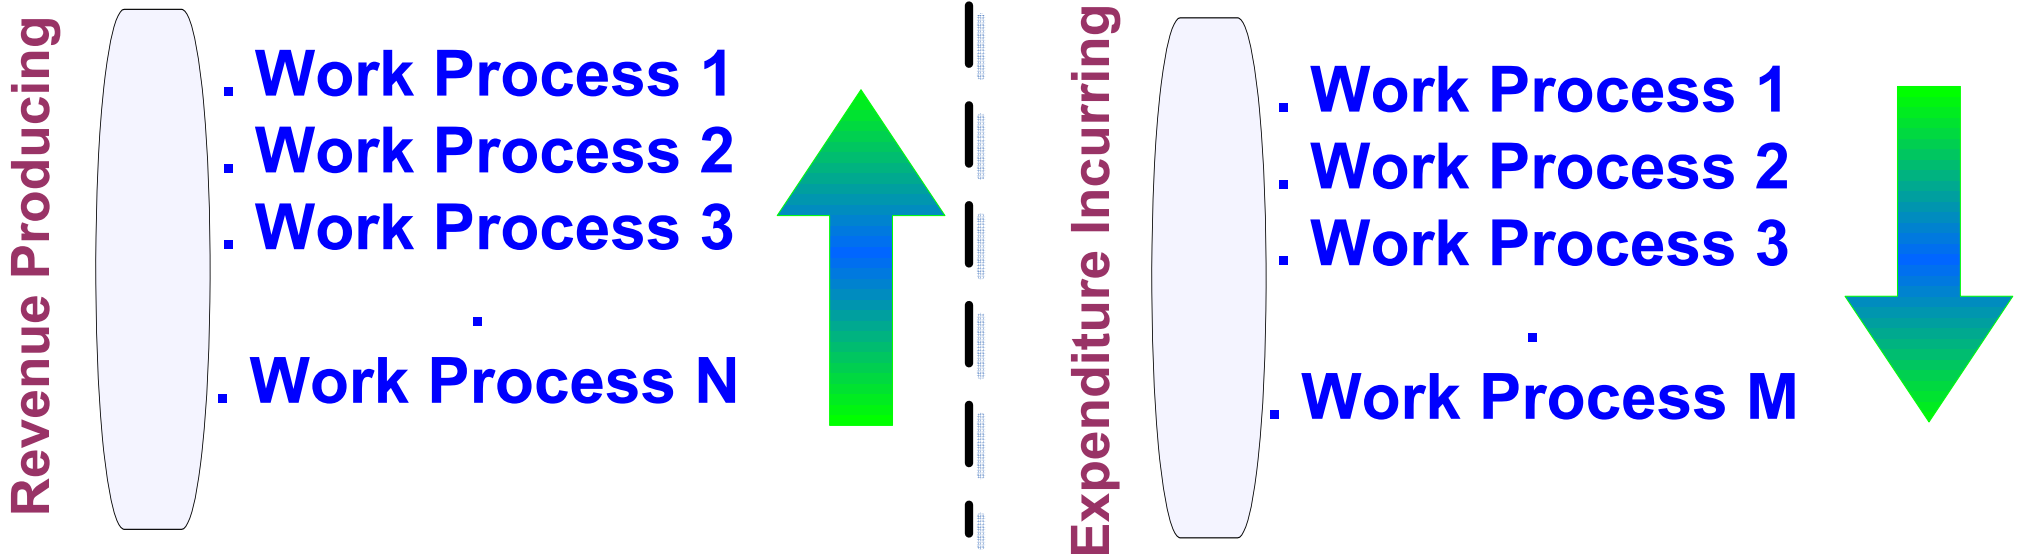 Revenue Producing
. Work Process 1
. Work Process 2
. Work Process 3
.
. Work Process N
Expenditure Incurring
. Work Process 1
. Work Process 2
. Work Process 3
.
. Work Process M